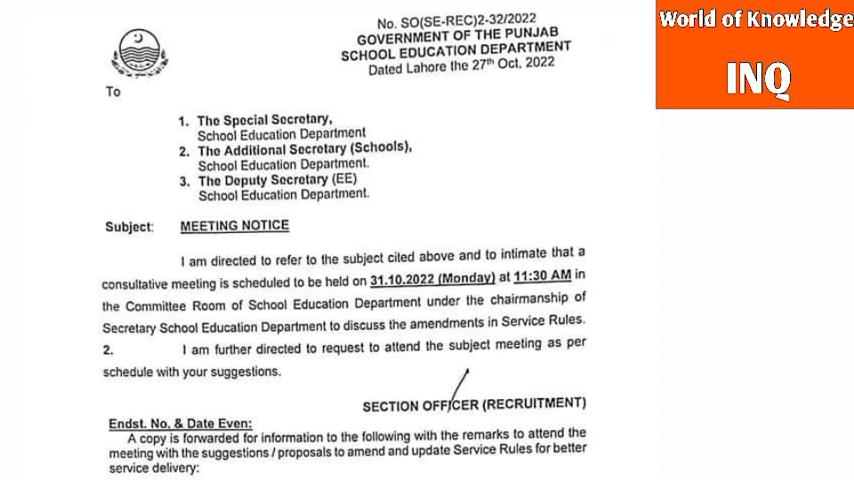 No. SO(SE-REC)2-32/2022
GOVERNMENT OF THE PUNJAB
SCHOOL EDUCATION DEPARTMENT
Dated Lahore the 27th Oct, 2022
World of Knowledge
INQ
To
1. The Special Secretary,
School Education Department
2. The Additional Secretary (Schools),
School Education Department.
3. The Deputy Secretary (EE)
School Education Department.
Subject: MEETING NOTICE
I am directed to refer to the subject cited above and to intimate that a
consultative meeting is scheduled to be held on 31.10.2022 (Monday) at 11:30 AM in
the Committee Room of School Education Department under the chairmanship of
Secretary School Education Department to discuss the amendments in Service Rules.
2. I am further directed to request to attend the subject meeting as per
schedule with your suggestions.
SECTION OFFICER (RECRUITMENT)
Endst. No. & Date Even:
A copy is forwarded for information to the following with the remarks to attend the
meeting with the suggestions / proposals to amend and update Service Rules for better
service delivery: